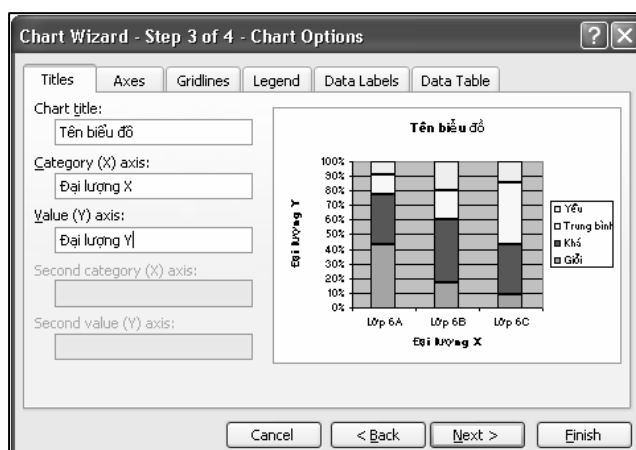 Chart Wizard - Step 3 of 4 - Chart Options
Titles Axes Gridlines Legend Data Labels Data Table
Chart title:
Tên biểu đồ
Category (X) axis:
Đại lượng X
Value (Y) axis:
Đại lượng Y
Second category (X) axis:
Second value (Y) axis:
Tên biểu đồ
Đại lượng Y
100%
90%
80%
70%
60%
50%
40%
30%
20%
10%
0%
Lớp 6A Lớp 6B Lớp 6C
Đại lượng X
Yếu
Trung bình
Khá
Giỏi
Cancel < Back Next > Finish